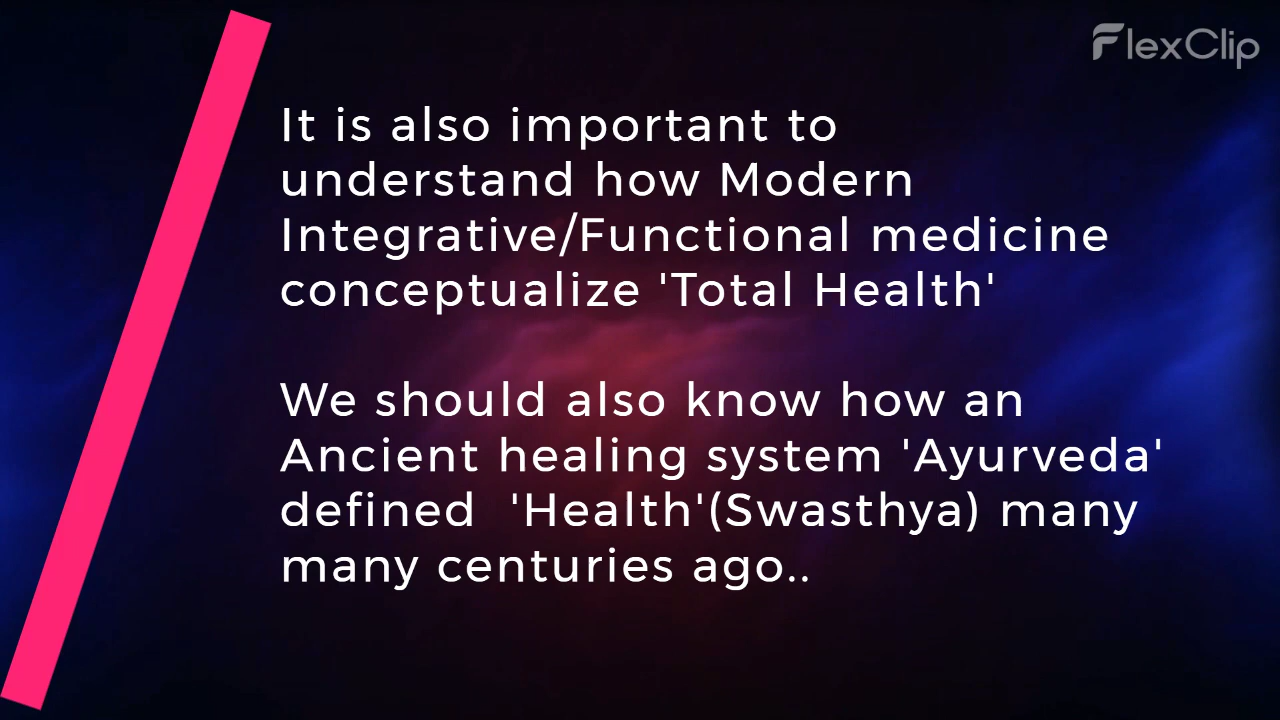 FlexClip
It is also important to
understand how Modern
Integrative/Functional medicine
conceptualize 'Total Health'
We should also know how an
Ancient healing system 'Ayurveda'
defined  'Health'(Swasthya) many
many centuries ago..